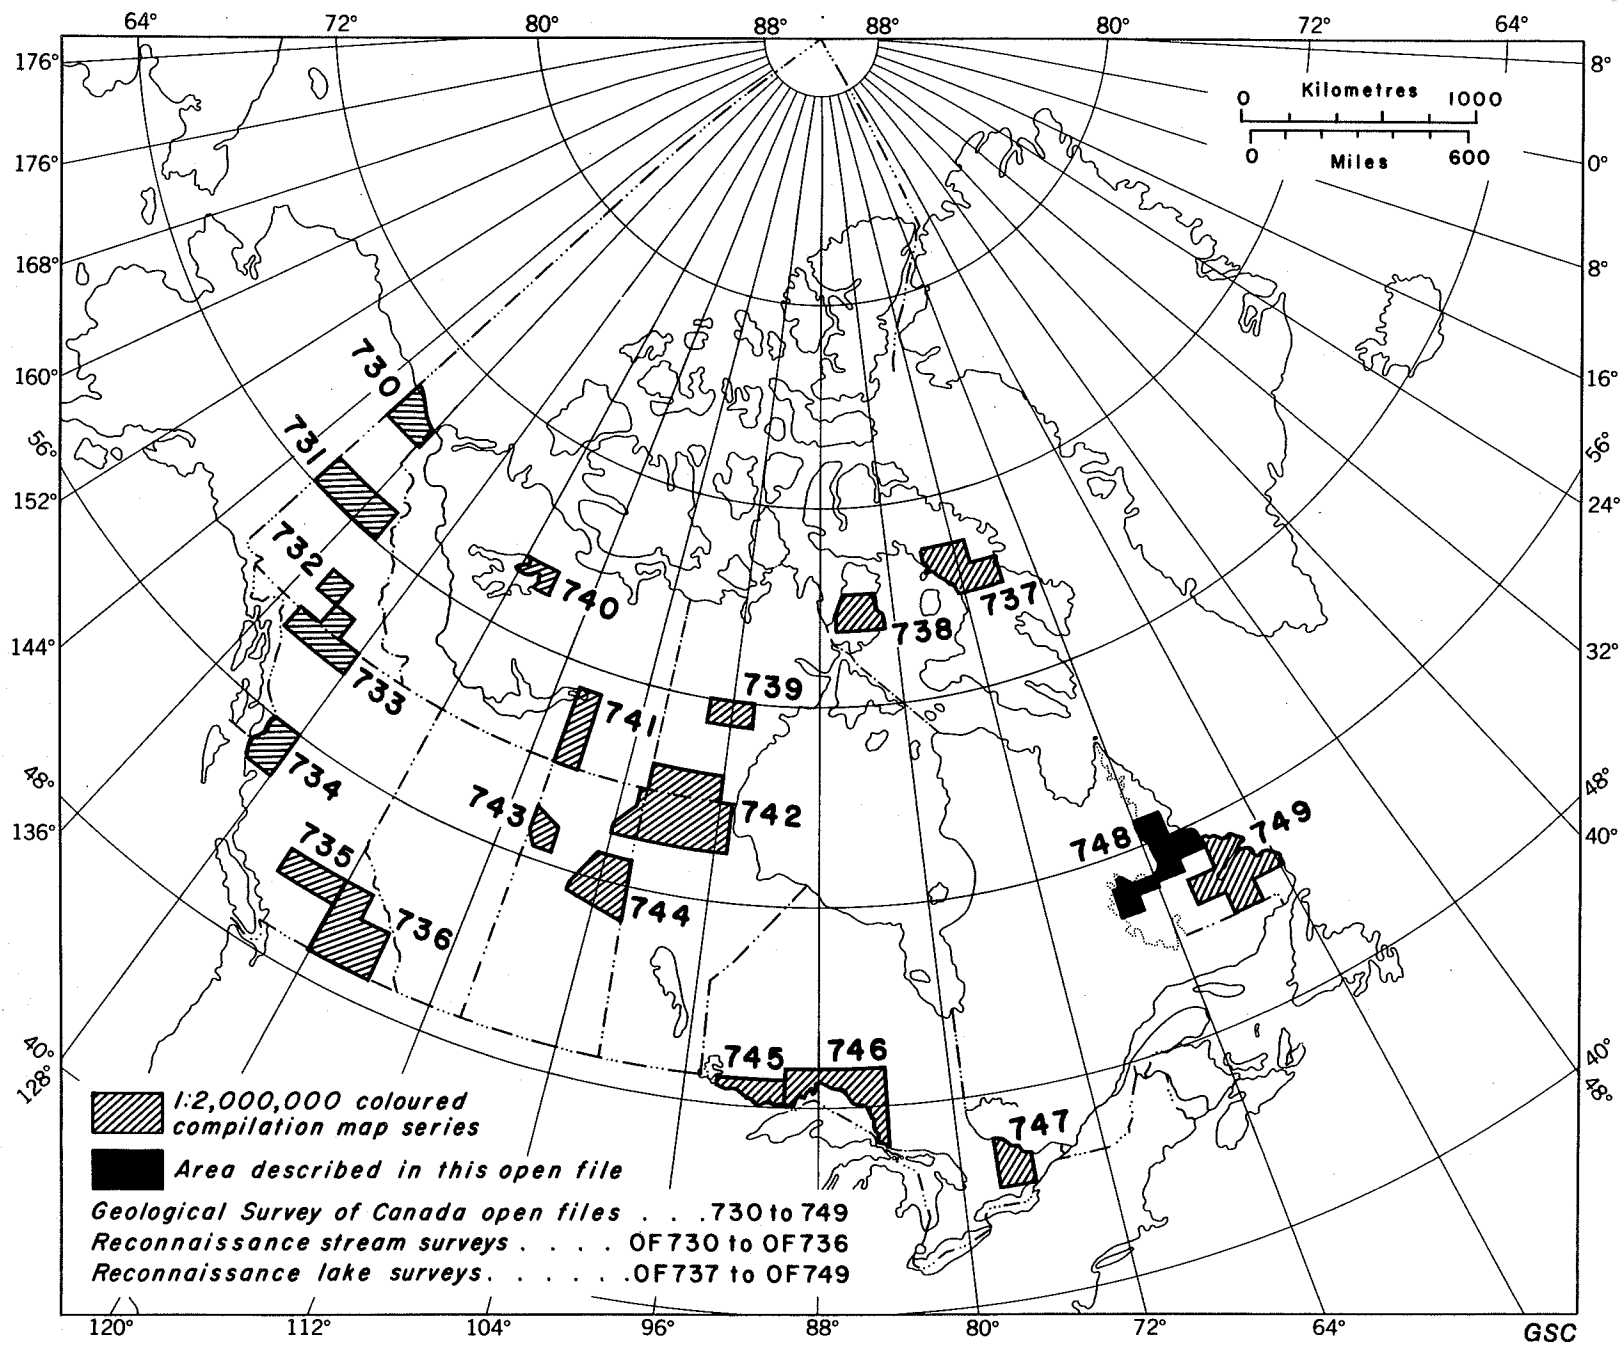 64° 72° 80° 88° 88° 80° 72° 64°
176° 8°
0 Kilometres 1000
0 Miles 600
176° 0°
168° 8°
160° 16°
730
731
56° 56°
152° 24°
732
740
737
738
144° 32°
733
739
741
734
48° 48°
743
742
136° 40°
748 749
735
744
736
40° 40°
128° 48°
745 746
747
1:2,000,000 coloured
compilation map series
Area described in this open file
Geological Survey of Canada open files . . .730 to 749
Reconnaissance stream surveys . . . . OF730 to OF736
Reconnaissance lake surveys. . . . . .OF737 to OF749
120° 112° 104° 96° 88° 80° 72° 64°
GSC